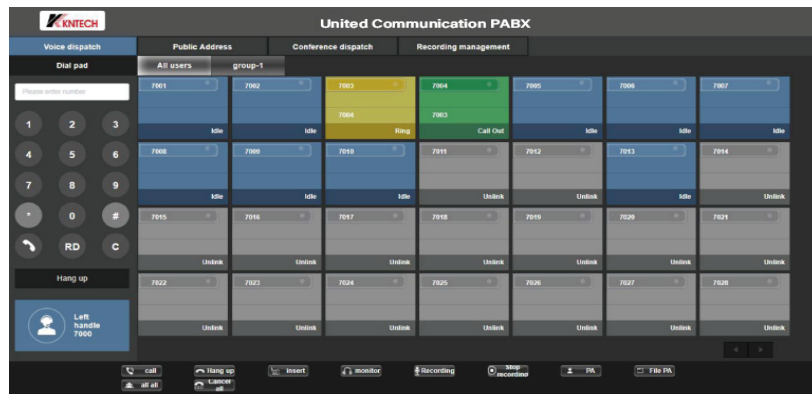 KNTECH
United Communication PABX
Voice dispatch Public Address Conference dispatch Recording management
Dial pad All users group-1
Please enter number
7001 7002 7003 7004 7005 7006 7007
7004 7003
Idle Idle Ring Call Out Idle Idle Idle
1 2 3
7008 7009 7010 7011 7012 7013 7014
4 5 6
7 8 9
Idle Idle Idle Unlink Unlink Idle Unlink
7015 7016 7017 7018 7019 7020 7021
* 0 #
RD C
Unlink Unlink Unlink Unlink Unlink Unlink Unlink
Hang up
7022 7023 7024 7025 7026 7027 7028
Left
handle
7000
Unlink Unlink Unlink Unlink Unlink Unlink Unlink
< >
call Hang up insert monitor Recording Stop recording PA File PA
all all Cancel all